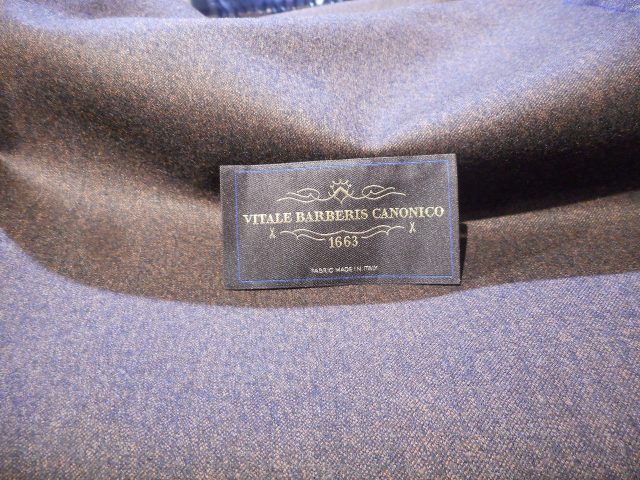 VITALE BARBERIS CANONICO
1663
FABRIC MADE IN ITALY